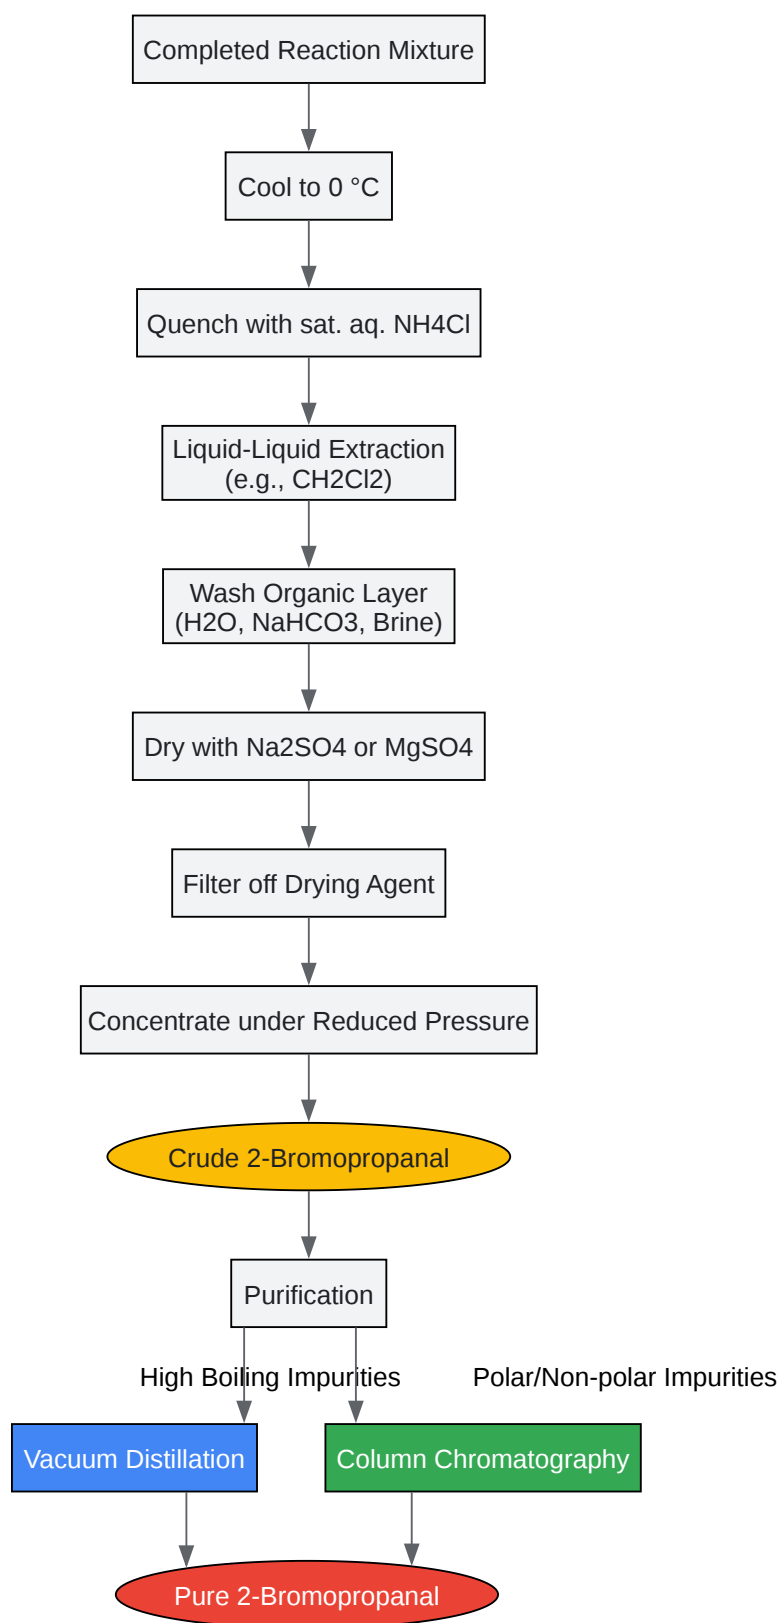 Completed Reaction Mixture
Cool to 0 °C
Quench with sat. aq. NH4Cl
Liquid-Liquid Extraction
(e.g., CH2Cl2)
Wash Organic Layer
(H2O, NaHCO3, Brine)
Dry with Na2SO4 or MgSO4
Filter off Drying Agent
Concentrate under Reduced Pressure
Crude 2-Bromopropanal
Purification
High Boiling Impurities
Polar/Non-polar Impurities
Vacuum Distillation
Column Chromatography
Pure 2-Bromopropanal